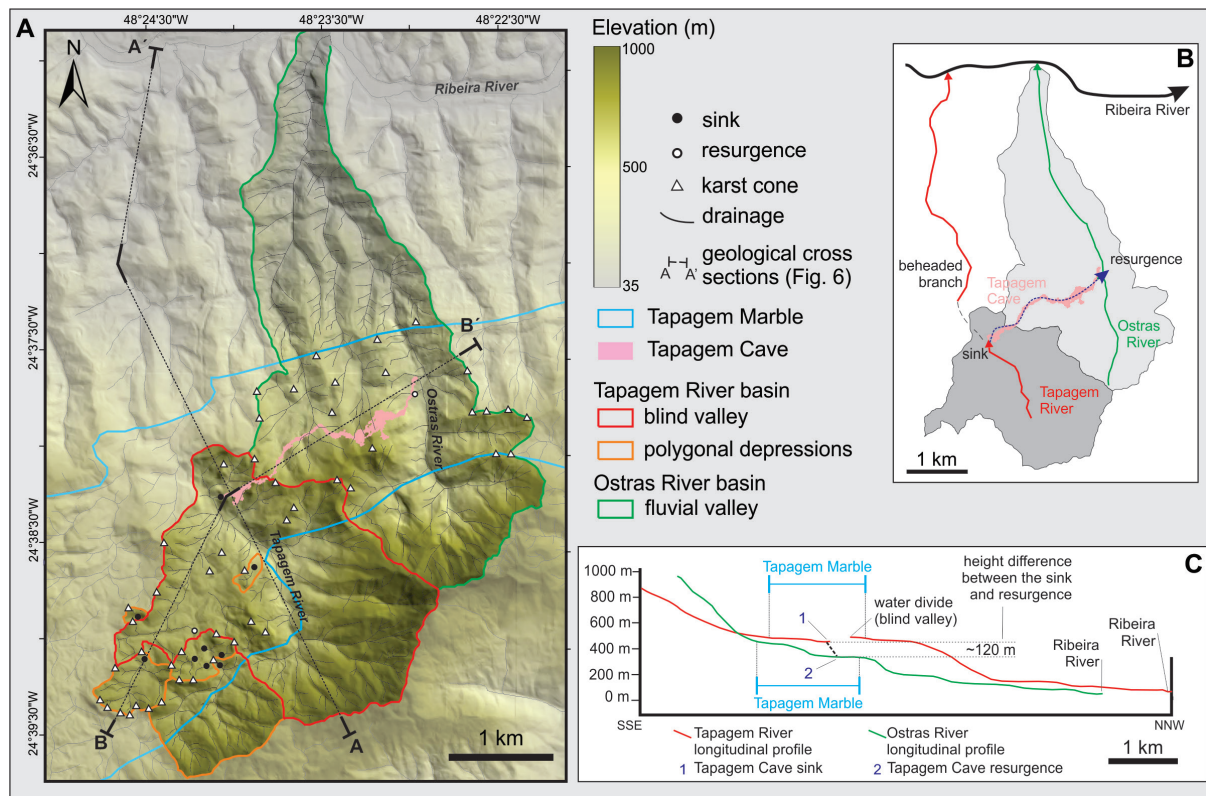 A
48°24'30"W
48°23'30"W
48°22'30"W
N
A´
Ribeira River
24°36'30"W
24°37'30"W
24°38'30"W
24°39'30"W
B´
Ostras River
Tapagem River
B
A
1 km
Elevation (m)
1000
500
35
sink
resurgence
karst cone
drainage
A A' geological cross
sections (Fig. 6)
Tapagem Marble
Tapagem Cave
Tapagem River basin
blind valley
polygonal depressions
Ostras River basin
fluvial valley
B
Ribeira River
beheaded
branch
resurgence
Tapagem
Cave
sink
Ostras
River
Tapagem
River
1 km
C
1000 m
800 m
600 m
400 m
200 m
0 m
Tapagem Marble
height difference
between the sink
and resurgence
water divide
(blind valley)
1
2
~120 m
Ribeira
River
Ribeira
River
Tapagem Marble
SSE
NNW
Tapagem River
longitudinal profile
Ostras River
longitudinal profile
1 Tapagem Cave sink
2 Tapagem Cave resurgence
1 km